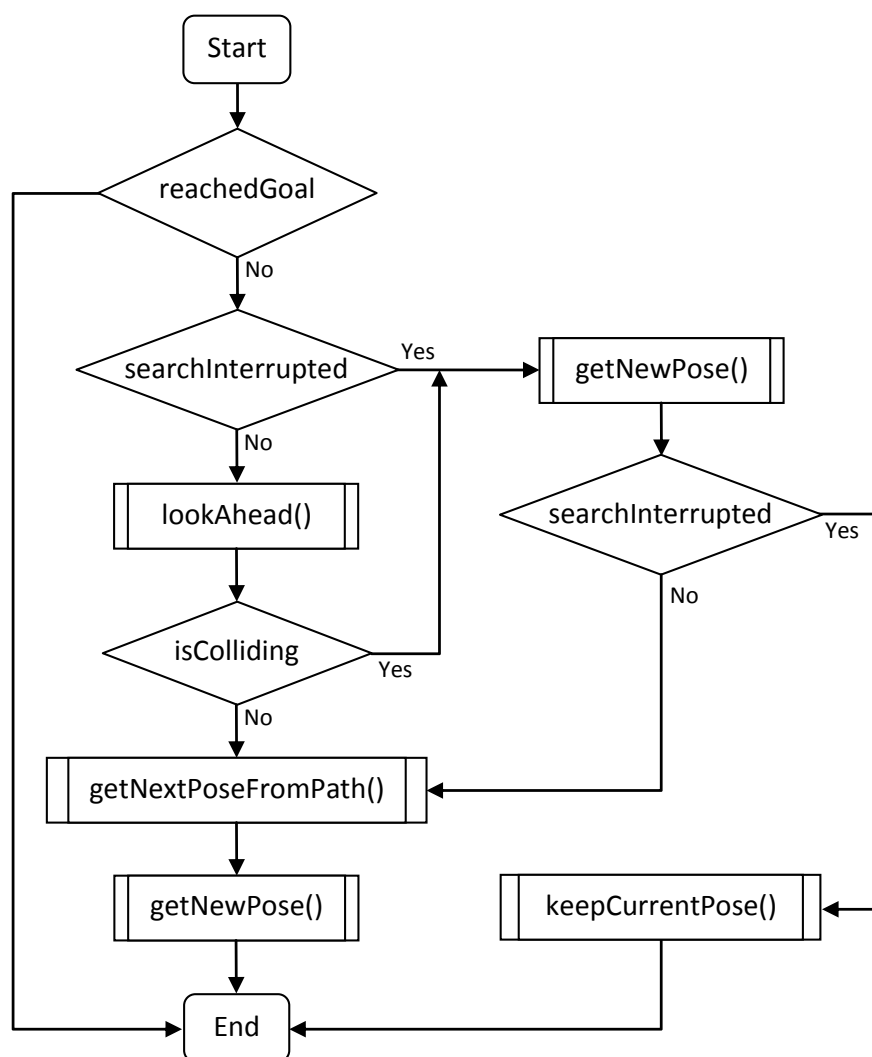 Start
reachedGoal
No
searchInterrupted
Yes
getNewPose()
No
lookAhead()
searchInterrupted
Yes
No
isColliding
Yes
No
getNextPoseFromPath()
getNewPose()
keepCurrentPose()
End